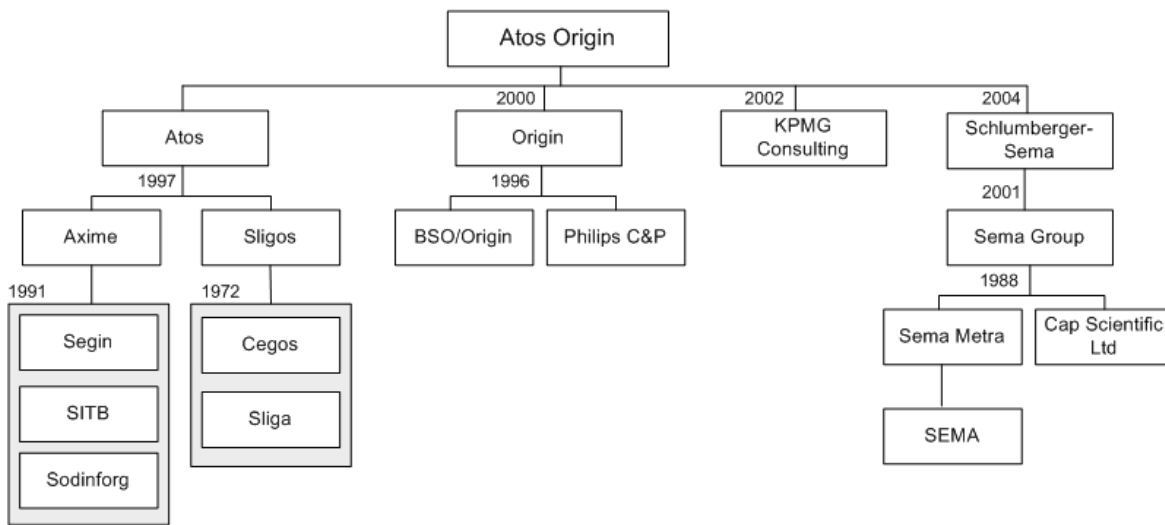 Atos Origin
2000
2002
2004
Atos
Origin
KPMG
Consulting
Schlumberger-
Sema
1997
1996
2001
Axime
Sligos
BSO/Origin
Philips C&P
Sema Group
1991
1972
1988
Segin
Cegos
Sema Metra
Cap Scientific
Ltd
SITB
Sliga
SEMA
Sodinforg